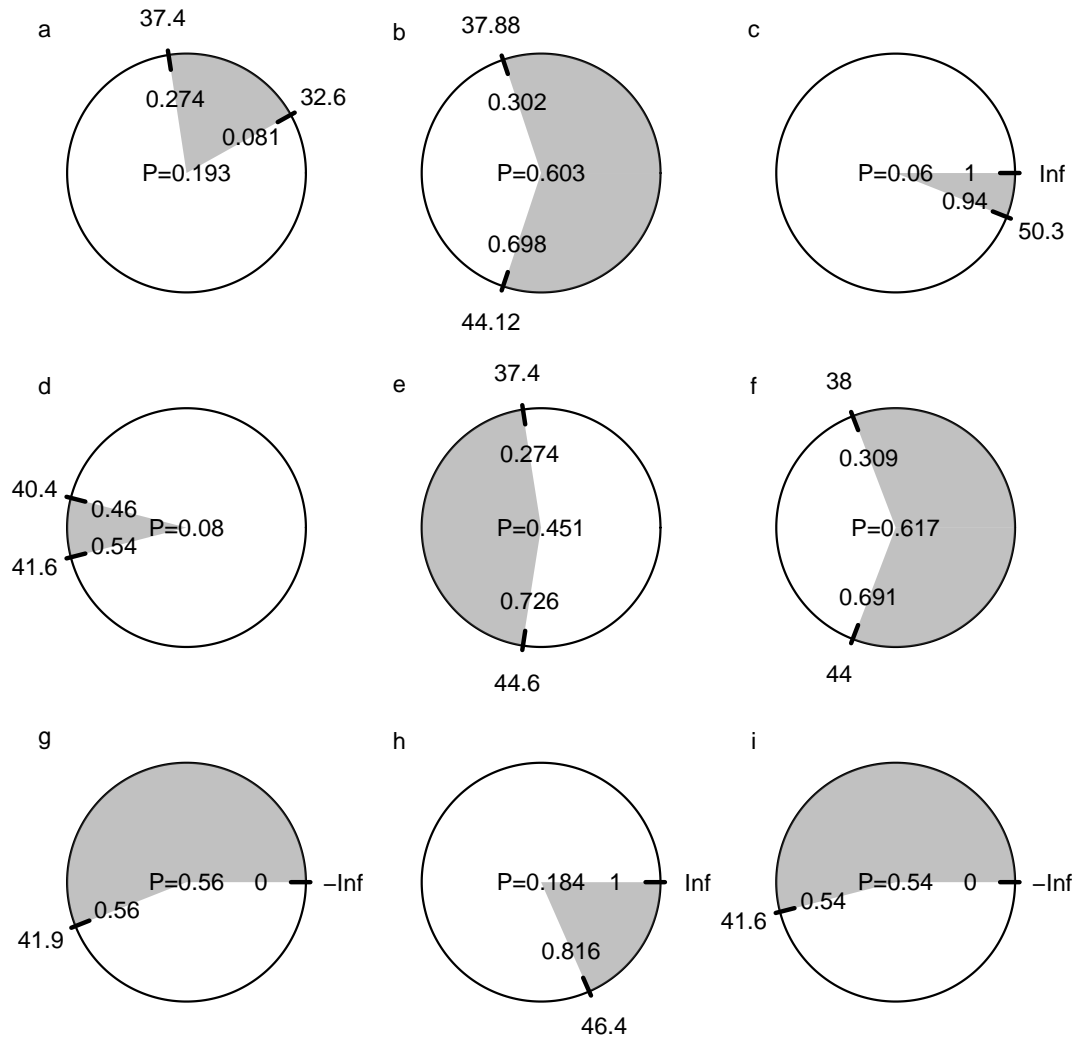 a
37.4
32.6
0.274
0.081
P=0.193
b
37.88
0.302
P=0.603
0.698
44.12
c
P=0.06
1
Inf
0.94
50.3
d
40.4
0.46
P=0.08
0.54
41.6
e
37.4
0.274
P=0.451
0.726
44.6
f
38
0.309
P=0.617
0.691
44
g
P=0.56
0
−Inf
0.56
41.9
h
P=0.184
1
Inf
0.816
46.4
i
P=0.54
0
−Inf
0.54
41.6